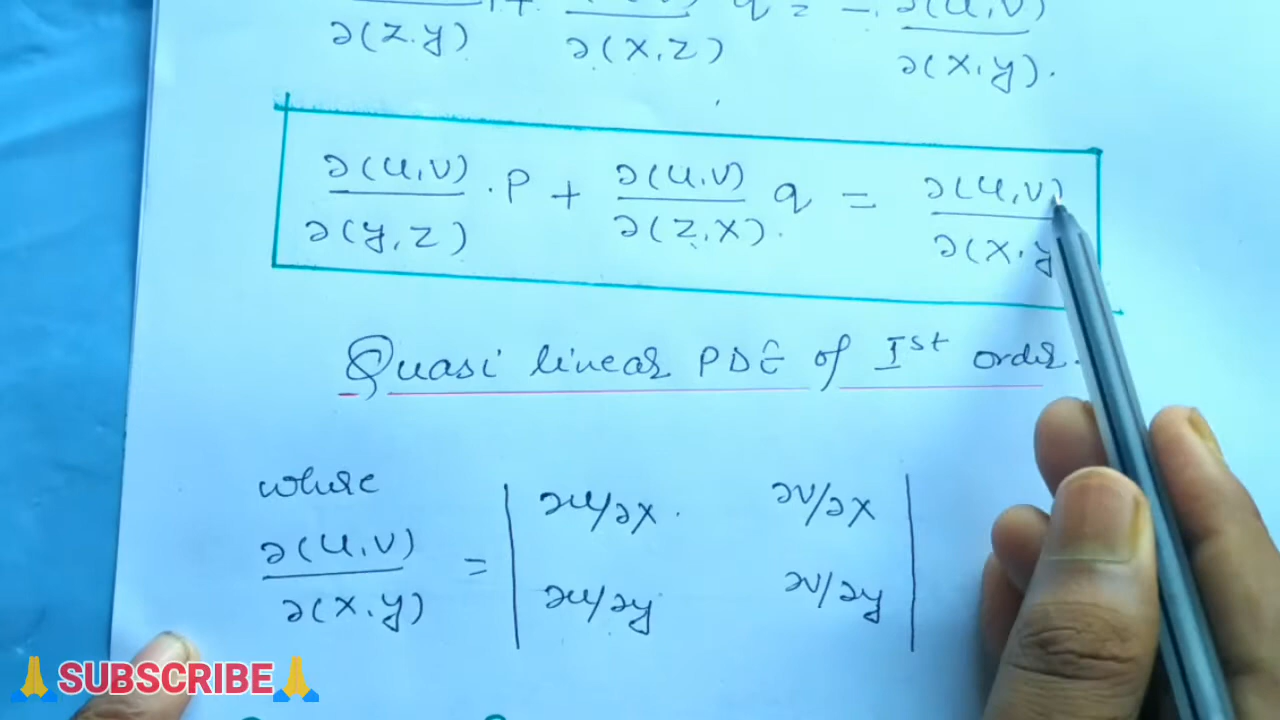 ∂(z.y) ∂(x,z) ∂(x,y).
∂(u,v)/∂(y,z) .p + ∂(u,v)/∂(z,x). q = ∂(u,v)/∂(x.y
Quasi linear PDE of Ist order.
where
∂(u,v)/∂(x.y) = | ∂u/∂x . ∂v/∂x |
| ∂u/∂y ∂v/∂y |
🙏SUBSCRIBE🙏